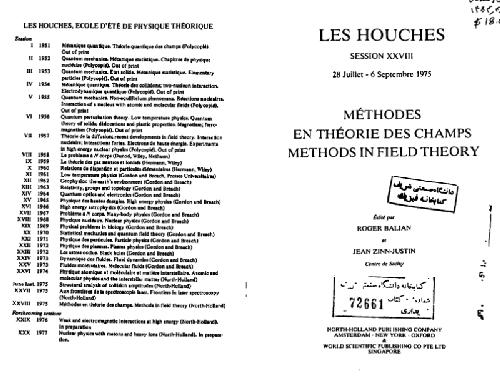 LES HOUCHES, ECOLE D'ÉTÉ DE PHYSIQUE THÉORIQUE
Session
I 1951 Mécanique quantique. Théorie quantique des champs (Polycopié).
Out of print
II 1952 Quantum mechanics. Mécanique statistique. Chapitres de physique
nucléaire (Polycopié). Out of print
III 1953 Quantum mechanics. Etat solide. Mécanique statistique. Elementary
particles (Polycopié). Out of print
IV 1954 Mécanique quantique. Théorie des collisions; two-nucleon interaction.
Electrodynamique quantique (Polycopié). Out of print
V 1955 Quantum mechanics. Non-equilibrium phenomena. Réactions nucléaires.
Interaction of a nucleus with atomic and molecular fields (Polycopié).
Out of print
VI 1956 Quantum perturbation theory. Low temperature physics. Quantum
theory of solids; dislocations and plastic properties. Magnetism; ferro-
magnetism (Polycopié). Out of print
VII 1957 Théorie de la diffusion; recent developments in field theory. Interaction
nucléaire; interactions fortes. Electrons de haute énergie. Experiments
in high energy nuclear physics (Polycopié). Out of print
VIII 1958 Le problème à N corps (Dunod, Wiley, Methuen)
IX 1959 La théorie des gaz neutres et ionisés (Hermann, Wiley)
X 1960 Relations de dispersion et particules élémentaires (Hermann, Wiley)
XI 1961 Low temperature physics (Gordon and Breach, Presses Universitaires)
XII 1962 Geophysics; the earth's environment (Gordon and Breach)
XIII 1963 Relativity, groups and topology (Gordon and Breach)
XIV 1964 Quantum optics and electronics (Gordon and Breach)
XV 1965 High energy physics (Gordon and Breach)
XVI 1966 High energy astrophysics (Gordon and Breach)
XVII 1967 Problème à N corps. Many-body physics (Gordon and Breach)
XVIII 1968 Physique nucléaire. Nuclear physics (Gordon and Breach)
XIX 1969 Physical problems in biology (Gordon and Breach)
XX 1970 Statistical mechanics and quantum field theory (Gordon and Breach)
XXI 1971 Physique des particules. Particle physics (Gordon and Breach)
XXII 1972 Physique des plasmas. Plasma physics (Gordon and Breach)
XXIII 1972 Les astres occlus. Black holes (Gordon and Breach)
XXIV 1973 Dynamique des fluides. Fluid dynamics (Gordon and Breach)
XXV 1973 Fluides moléculaires. Molecular fluids (Gordon and Breach)
XXVI 1974 Physique atomique et moléculaire et matière interstellaire. Atomic and
molecular physics and the interstellar matter (North-Holland)
June Inst. 1975 Structural analysis of collision amplitudes (North-Holland)
XXVII 1975 Aux frontières de la spectroscopie laser. Frontiers in laser spectroscopy
(North-Holland)
XXVIII 1975 Méthodes en théorie des champs. Methods in field theory (North-Holland)
Forthcoming sessions
XXIX 1976 Weak and electromagnetic interactions at high energy (North-Holland).
In preparation
XXX 1977 Nuclear physics with mesons and heavy ions (North-Holland). In prepara-
tion.
$18.
LES HOUCHES
SESSION XXVIII
28 Juillet - 6 Septembre 1975
MÉTHODES
EN THÉORIE DES CHAMPS
METHODS IN FIELD THEORY
دانشگاه صنعتی شریف
کتابخانه فیزیک
Édité par
ROGER BALIAN
et
JEAN ZINN-JUSTIN
Centre de Saclay
کتابخانه دانشگاه صنعتی شریف
شماره کتاب
72661
NORTH-HOLLAND PUBLISHING COMPANY
AMSTERDAM - NEW YORK - OXFORD
&
WORLD SCIENTIFIC PUBLISHING CO PTE LTD
SINGAPORE